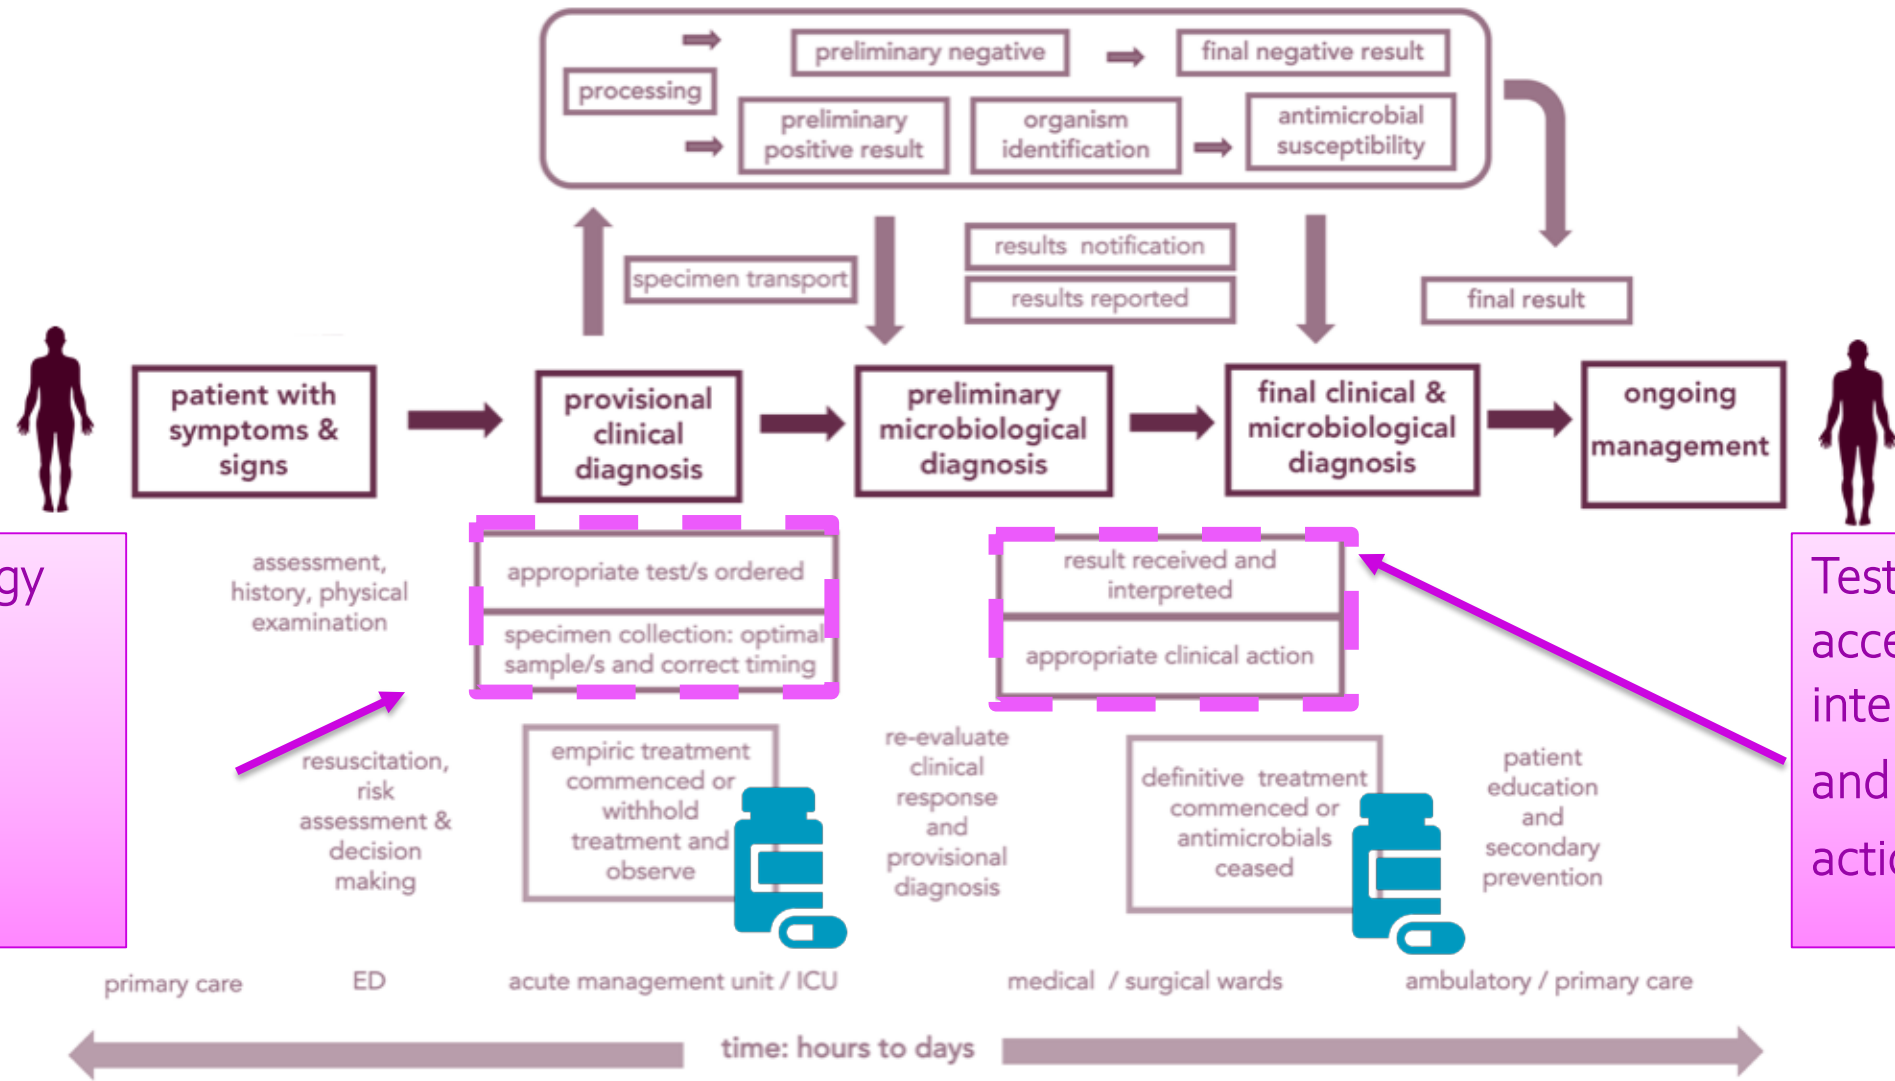 preliminary negative
final negative result
processing
preliminary
positive result
organism
identification
antimicrobial
susceptibility
specimen transport
results notification
results reported
final result
patient with
symptoms &
signs
provisional
clinical
diagnosis
preliminary
microbiological
diagnosis
final clinical &
microbiological
diagnosis
ongoing
management
assessment,
history, physical
examination
appropriate test/s ordered
specimen collection: optimal
sample/s and correct timing
result received and
interpreted
appropriate clinical action
resuscitation,
risk
assessment &
decision
making
empiric treatment
commenced or
withhold
treatment and
observe
re-evaluate
clinical
response
and
provisional
diagnosis
definitive treatment
commenced or
antimicrobials
ceased
patient
education
and
secondary
prevention
gy
Test
acce
inte
and
actio
primary care
ED
acute management unit / ICU
medical / surgical wards
ambulatory / primary care
time: hours to days